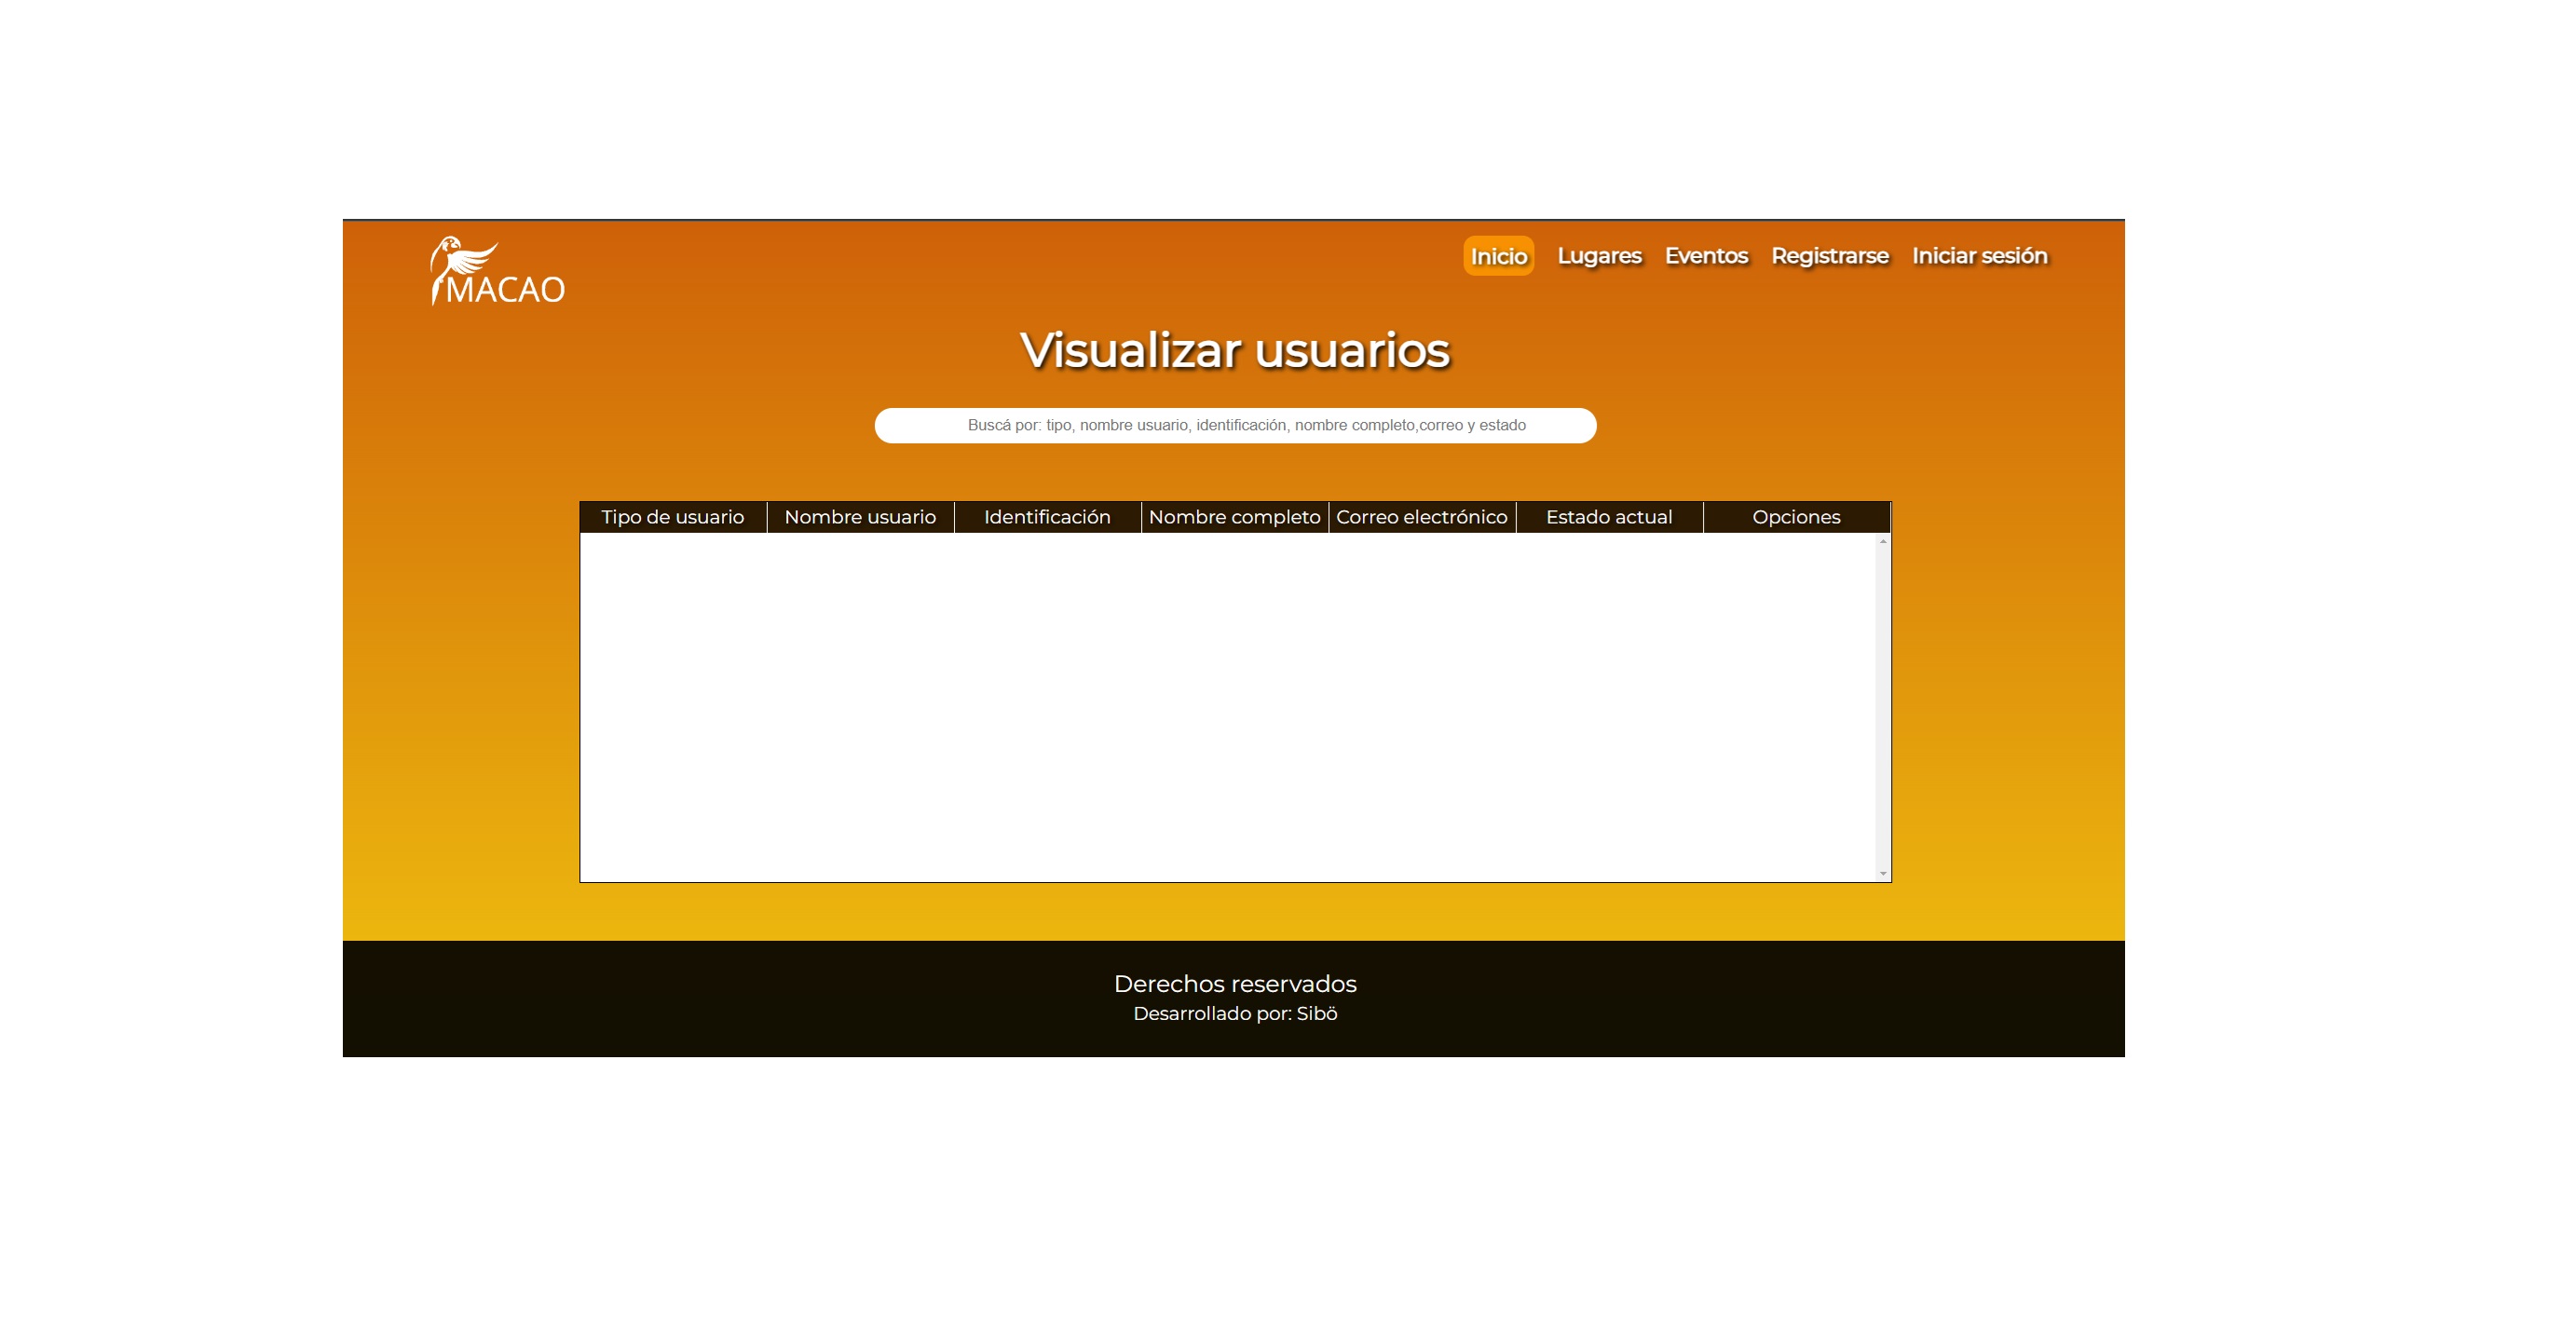 MACAO
Inicio Lugares Eventos Registrarse Iniciar sesión
Visualizar usuarios
Buscá por: tipo, nombre usuario, identificación, nombre completo,correo y estado
Tipo de usuario Nombre usuario Identificación Nombre completo Correo electrónico Estado actual Opciones
Derechos reservados
Desarrollado por: Sibö